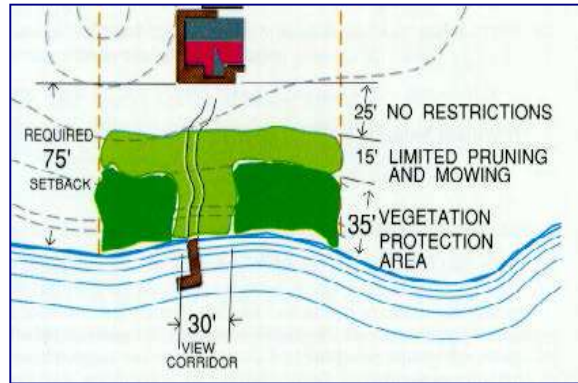 25' NO RESTRICTIONS
REQUIRED
75'
SETBACK
15' LIMITED PRUNING
AND MOWING
35' VEGETATION
PROTECTION
AREA
30'
VIEW
CORRIDOR